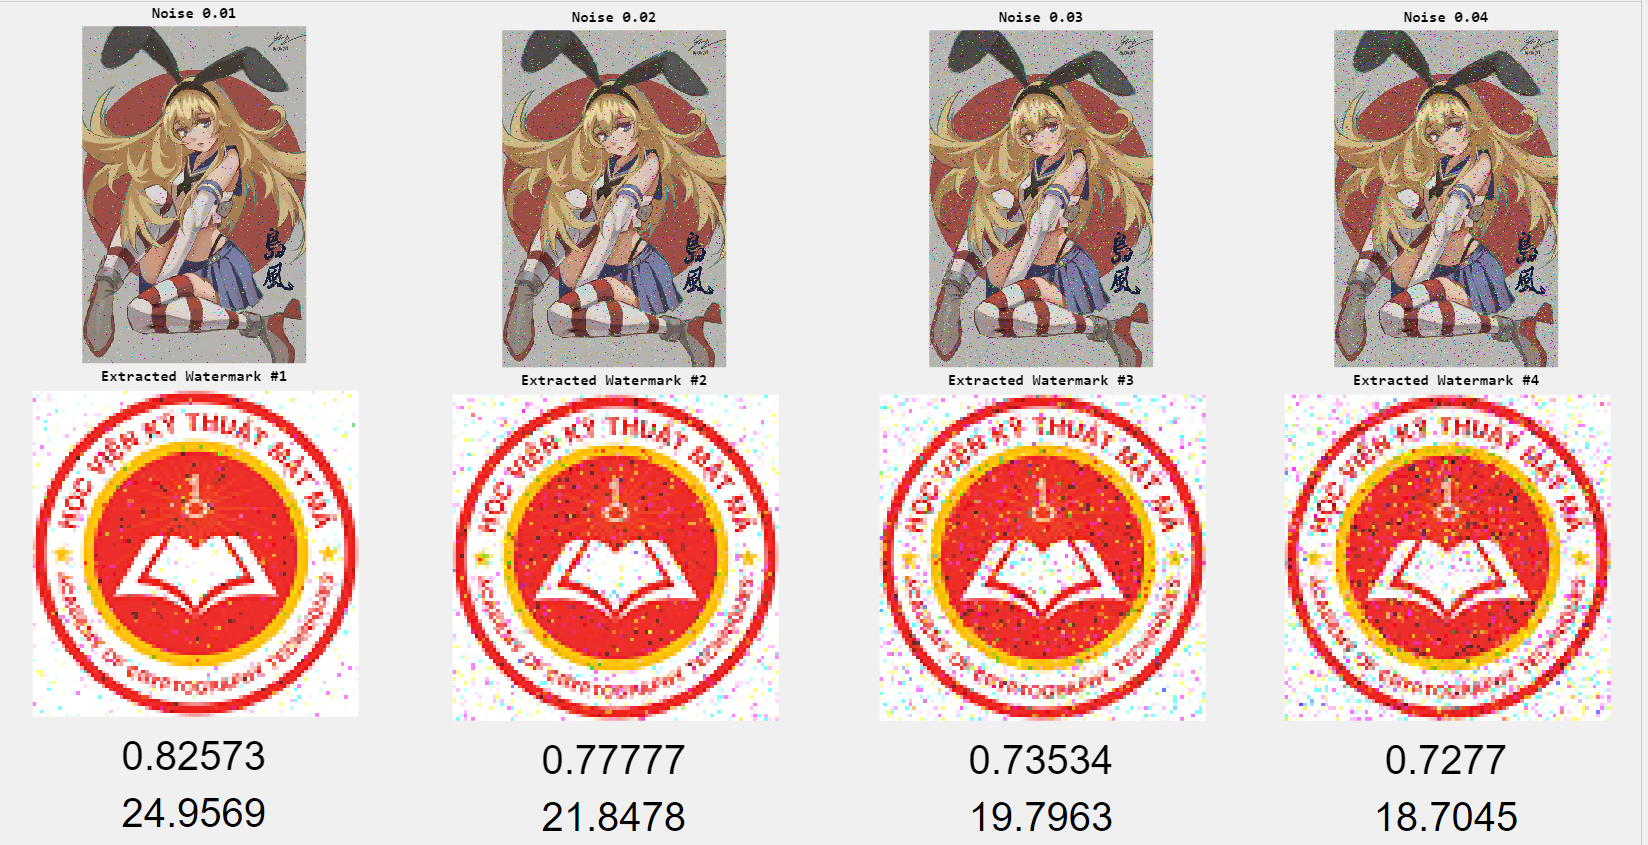 Noise 0.01
Noise 0.02
Noise 0.03
Noise 0.04
島風
島風
島風
島風
Extracted Watermark #1
Extracted Watermark #2
Extracted Watermark #3
Extracted Watermark #4
HỌC VIỆN KỸ THUẬT MẬT MÃ
ACADEMY OF CRYPTOGRAPHY TECHNIQUES
HỌC VIỆN KỸ THUẬT MẬT MÃ
ACADEMY OF CRYPTOGRAPHY TECHNIQUES
HỌC VIỆN KỸ THUẬT MẬT MÃ
ACADEMY OF CRYPTOGRAPHY TECHNIQUES
HỌC VIỆN KỸ THUẬT MẬT MÃ
ACADEMY OF CRYPTOGRAPHY TECHNIQUES
0.82573
0.77777
0.73534
0.7277
24.9569
21.8478
19.7963
18.7045